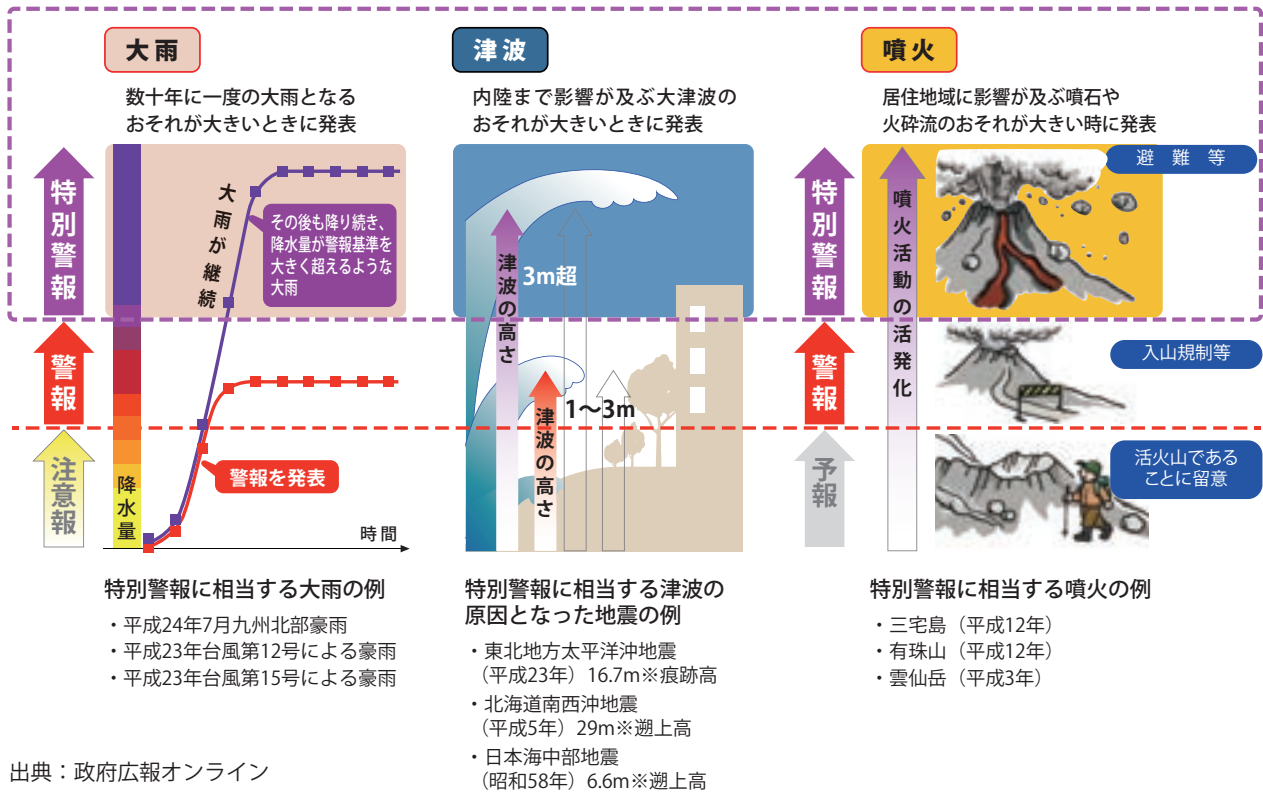 大雨
数十年に一度の大雨となる
おそれが大きいときに発表
特別警報
警報
注意報
大雨が継続
その後も降り続き、
降水量が警報基準を
大きく超えるような
大雨
警報を発表
降水量
時間
特別警報に相当する大雨の例
・平成24年7月九州北部豪雨
・平成23年台風第12号による豪雨
・平成23年台風第15号による豪雨
津波
内陸まで影響が及ぶ大津波の
おそれが大きいときに発表
津波の高さ
3m超
津波の高さ
1〜3m
特別警報に相当する津波の
原因となった地震の例
・東北地方太平洋沖地震
（平成23年）16.7m※痕跡高
・北海道南西沖地震
（平成5年）29m※遡上高
・日本海中部地震
（昭和58年）6.6m※遡上高
噴火
居住地域に影響が及ぶ噴石や
火砕流のおそれが大きい時に発表
特別警報
警報
予報
噴火活動の活発化
避難等
入山規制等
活火山である
ことに留意
特別警報に相当する噴火の例
・三宅島（平成12年）
・有珠山（平成12年）
・雲仙岳（平成3年）
出典：政府広報オンライン